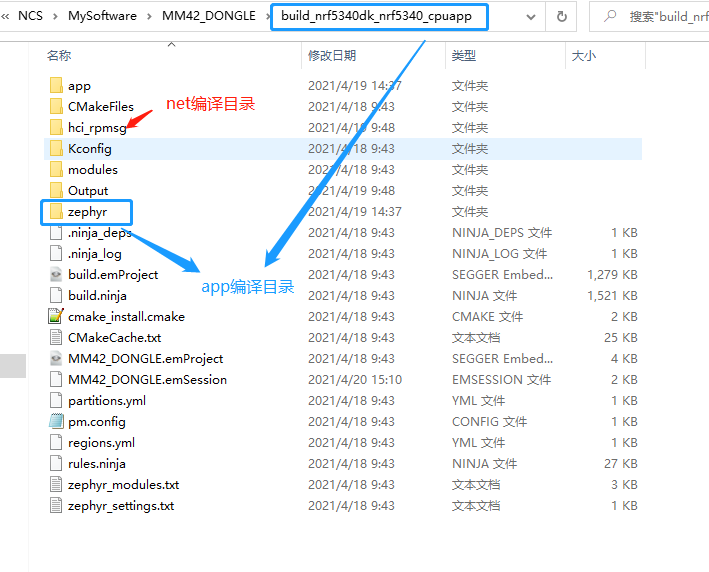 NCS > MySoftware > MM42_DONGLE > build_nrf5340dk_nrf5340_cpuapp 搜索"build_nrf5
名称 修改日期 类型 大小
app 2021/4/19 14:37 文件夹
CMakeFiles 2021/4/18 9:43 文件夹
net编译目录
hci_rpmsg 2021/4/19 9:48 文件夹
Kconfig 2021/4/18 9:43 文件夹
modules 2021/4/18 9:43 文件夹
Output 2021/4/19 9:48 文件夹
zephyr 2021/4/19 14:37 文件夹
.ninja_deps 2021/4/18 9:43 NINJA_DEPS 文件 1 KB
.ninja_log 2021/4/18 9:43 NINJA_LOG 文件 1 KB
build.emProject 2021/4/18 9:43 SEGGER Embed... 1,279 KB
app编译目录
build.ninja 2021/4/18 9:43 NINJA 文件 1,521 KB
cmake_install.cmake 2021/4/18 9:43 CMAKE 文件 2 KB
CMakeCache.txt 2021/4/18 9:43 文本文档 25 KB
MM42_DONGLE.emProject 2021/4/18 9:43 SEGGER Embed... 4 KB
MM42_DONGLE.emSession 2021/4/20 15:10 EMSESSION 文件 2 KB
partitions.yml 2021/4/18 9:43 YML 文件 1 KB
pm.config 2021/4/18 9:43 CONFIG 文件 1 KB
regions.yml 2021/4/18 9:43 YML 文件 1 KB
rules.ninja 2021/4/18 9:43 NINJA 文件 27 KB
zephyr_modules.txt 2021/4/18 9:43 文本文档 3 KB
zephyr_settings.txt 2021/4/18 9:43 文本文档 1 KB